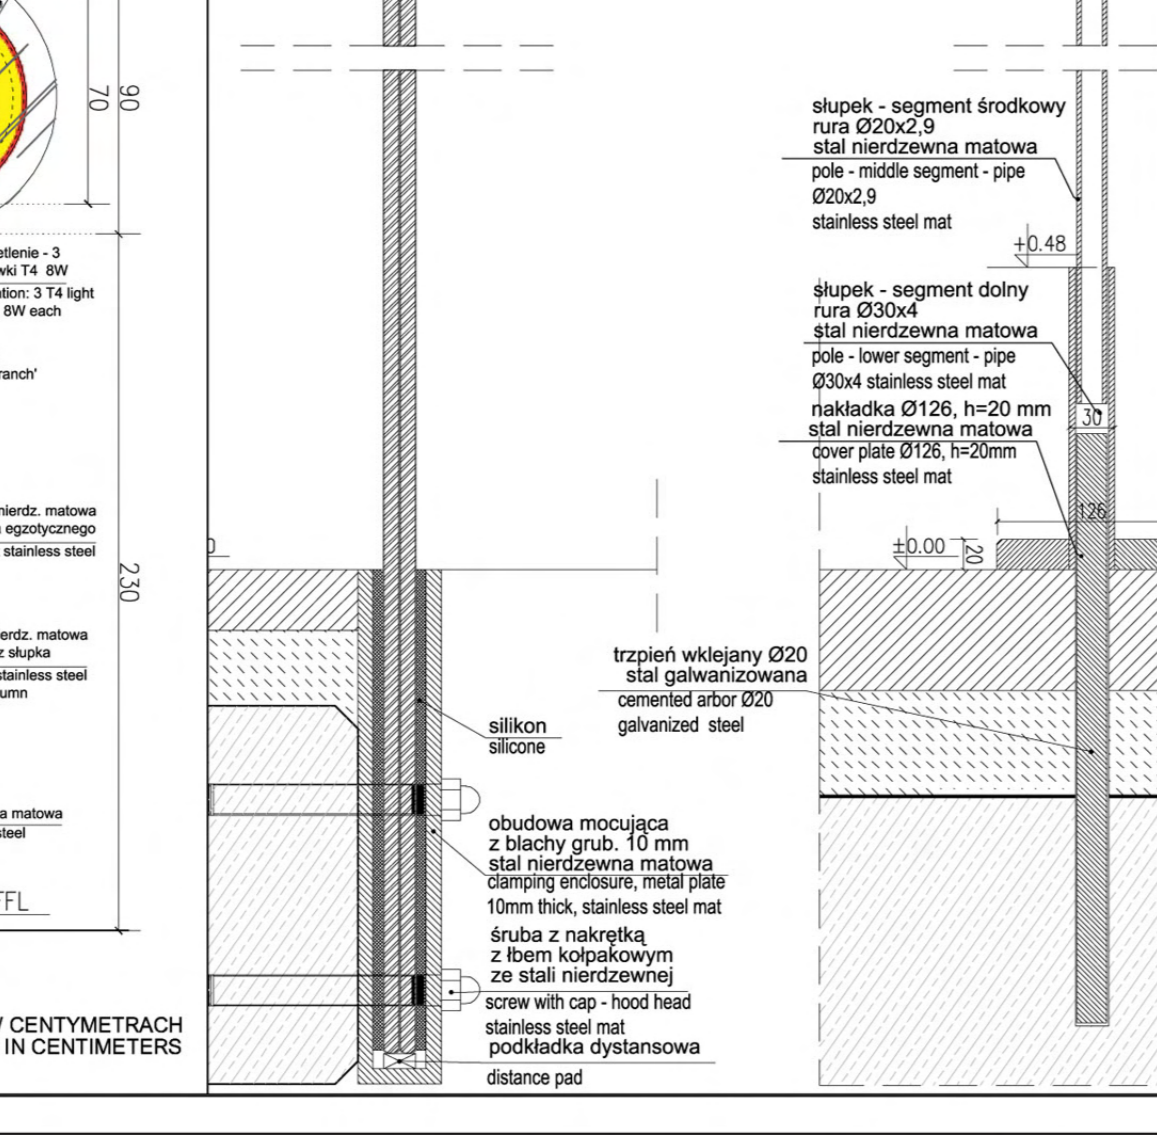 70
90
etlenie - 3
wki T4 8W
tion: 3 T4 light
8W each
ranch'
nierdz. matowa
egzotycznego
stainless steel
230
erdz. matowa
z słupka
stainless steel
umn
a matowa
steel
FFL
W CENTYMETRACH
IN CENTIMETERS
0
silikon
silicone
obudowa mocująca
z blachy grub. 10 mm
stal nierdzewna matowa
clamping enclosure, metal plate
10mm thick, stainless steel mat
śruba z nakrętką
z łbem kołpakowym
ze stali nierdzewnej
screw with cap - hood head
stainless steel mat
podkładka dystansowa
distance pad
słupek - segment środkowy
rura Ø20x2,9
stal nierdzewna matowa
pole - middle segment - pipe
Ø20x2,9
stainless steel mat
+0.48
słupek - segment dolny
rura Ø30x4
stal nierdzewna matowa
pole - lower segment - pipe
Ø30x4 stainless steel mat
nakładka Ø126, h=20 mm
stal nierdzewna matowa
cover plate Ø126, h=20mm
stainless steel mat
30
126
±0.00
20
trzpień wklejany Ø20
stal galwanizowana
cemented arbor Ø20
galvanized steel